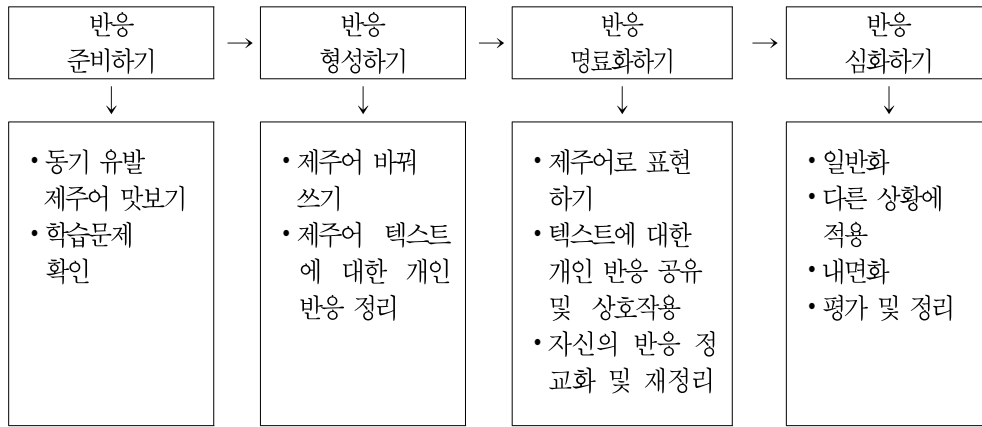 반응
준비하기
→
반응
형성하기
→
반응
명료화하기
→
반응
심화하기
↓
↓
↓
↓
• 동기 유발
제주어 맛보기
• 학습문제
확인
• 제주어 바꿔
쓰기
• 제주어 텍스트
에 대한 개인
반응 정리
• 제주어로 표현
하기
• 텍스트에 대한
개인 반응 공유
및 상호작용
• 자신의 반응 정
교화 및 재정리
• 일반화
• 다른 상황에
적용
• 내면화
• 평가 및 정리